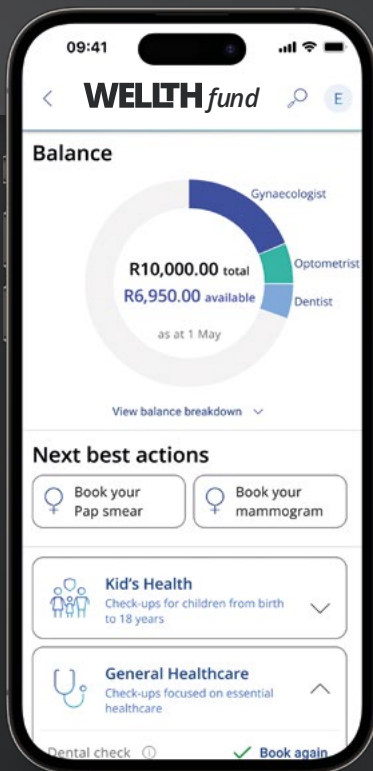 09:41
WELLTH fund
E
Balance
Gynaecologist
Optometrist
Dentist
R10,000.00 total
R6,950.00 available
as at 1 May
View balance breakdown
Next best actions
Book your
Pap smear
Book your
mammogram
Kid's Health
Check-ups for children from birth
to 18 years
General Healthcare
Check-ups focused on essential
healthcare
Dental check
Book again